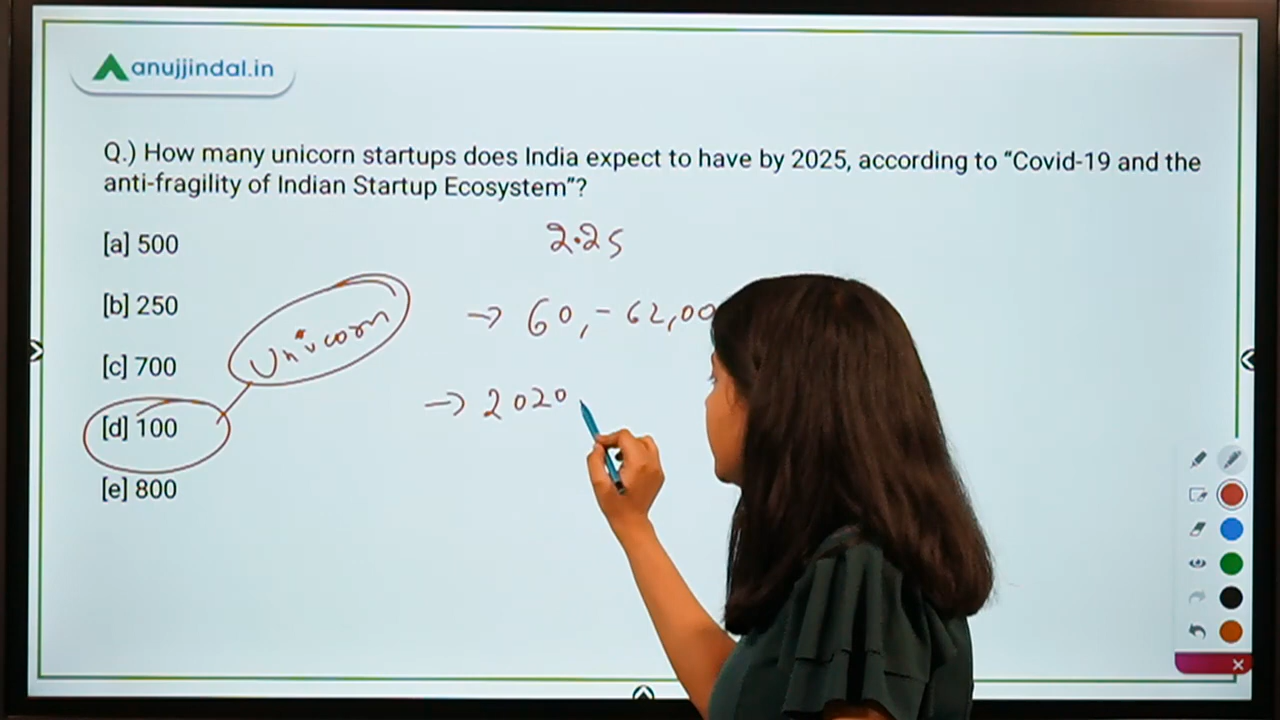 anujjindal.in
Q.) How many unicorn startups does India expect to have by 2025, according to “Covid-19 and the
anti-fragility of Indian Startup Ecosystem”?
[a] 500
2.25
[b] 250
→ 60,- 62,00
Unicorn
[c] 700
→ 2020
[d] 100
[e] 800